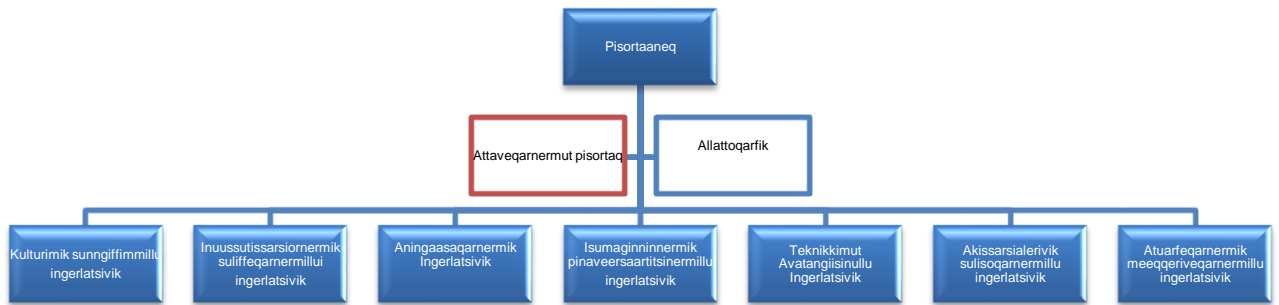 Pisortaaneq
Attaveqarnermut pisortaq
Allattoqarfik
Kulturimik sunngiffimmillu
ingerlatsivik
Inuussutissarsiornermik
suliffeqarnermillui
ingerlatsivik
Aningaasaqarnermik
Ingerlatsivik
Isumaginninnermik
pinaveersaartitsinermillu
ingerlatsivik
Teknikkimut
Avatangiisinullu
Ingerlatsivik
Akissarsialerivik
sulisoqarnermillu
ingerlatsivik
Atuarfeqarnermik
meeqqeriveqarnermillu
ingerlatsivik